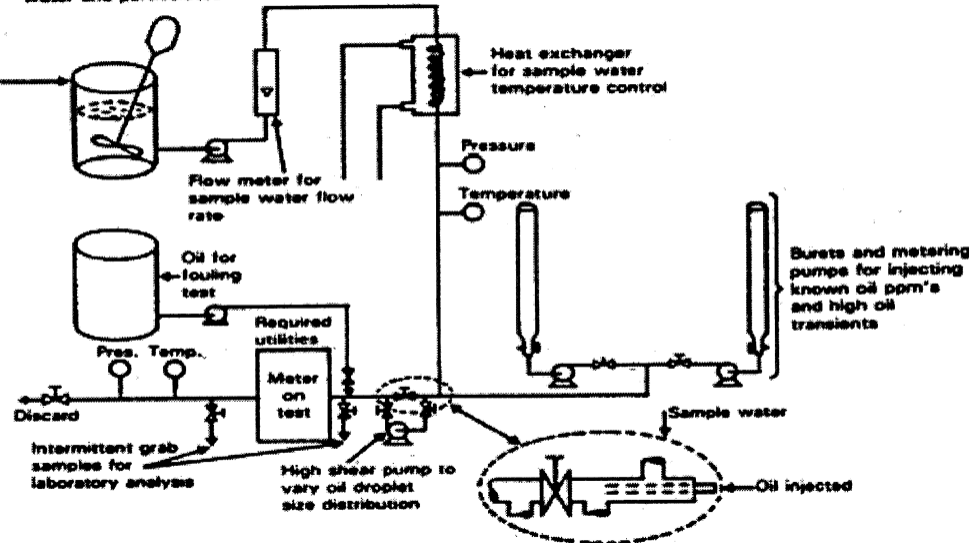 Heat exchanger
for sample water
temperature control
Pressure
Flow meter for
sample water flow
rate
Temperature
Oil for
fouling
test
Burets and metering
pumps for injecting
known oil ppm's
and high oil
transients
Required
utilities
Pres. Temp.
Meter
on
test
Discard
Sample water
Intermittent grab
samples for
laboratory analysis
High shear pump to
vary oil droplet
size distribution
Oil injected